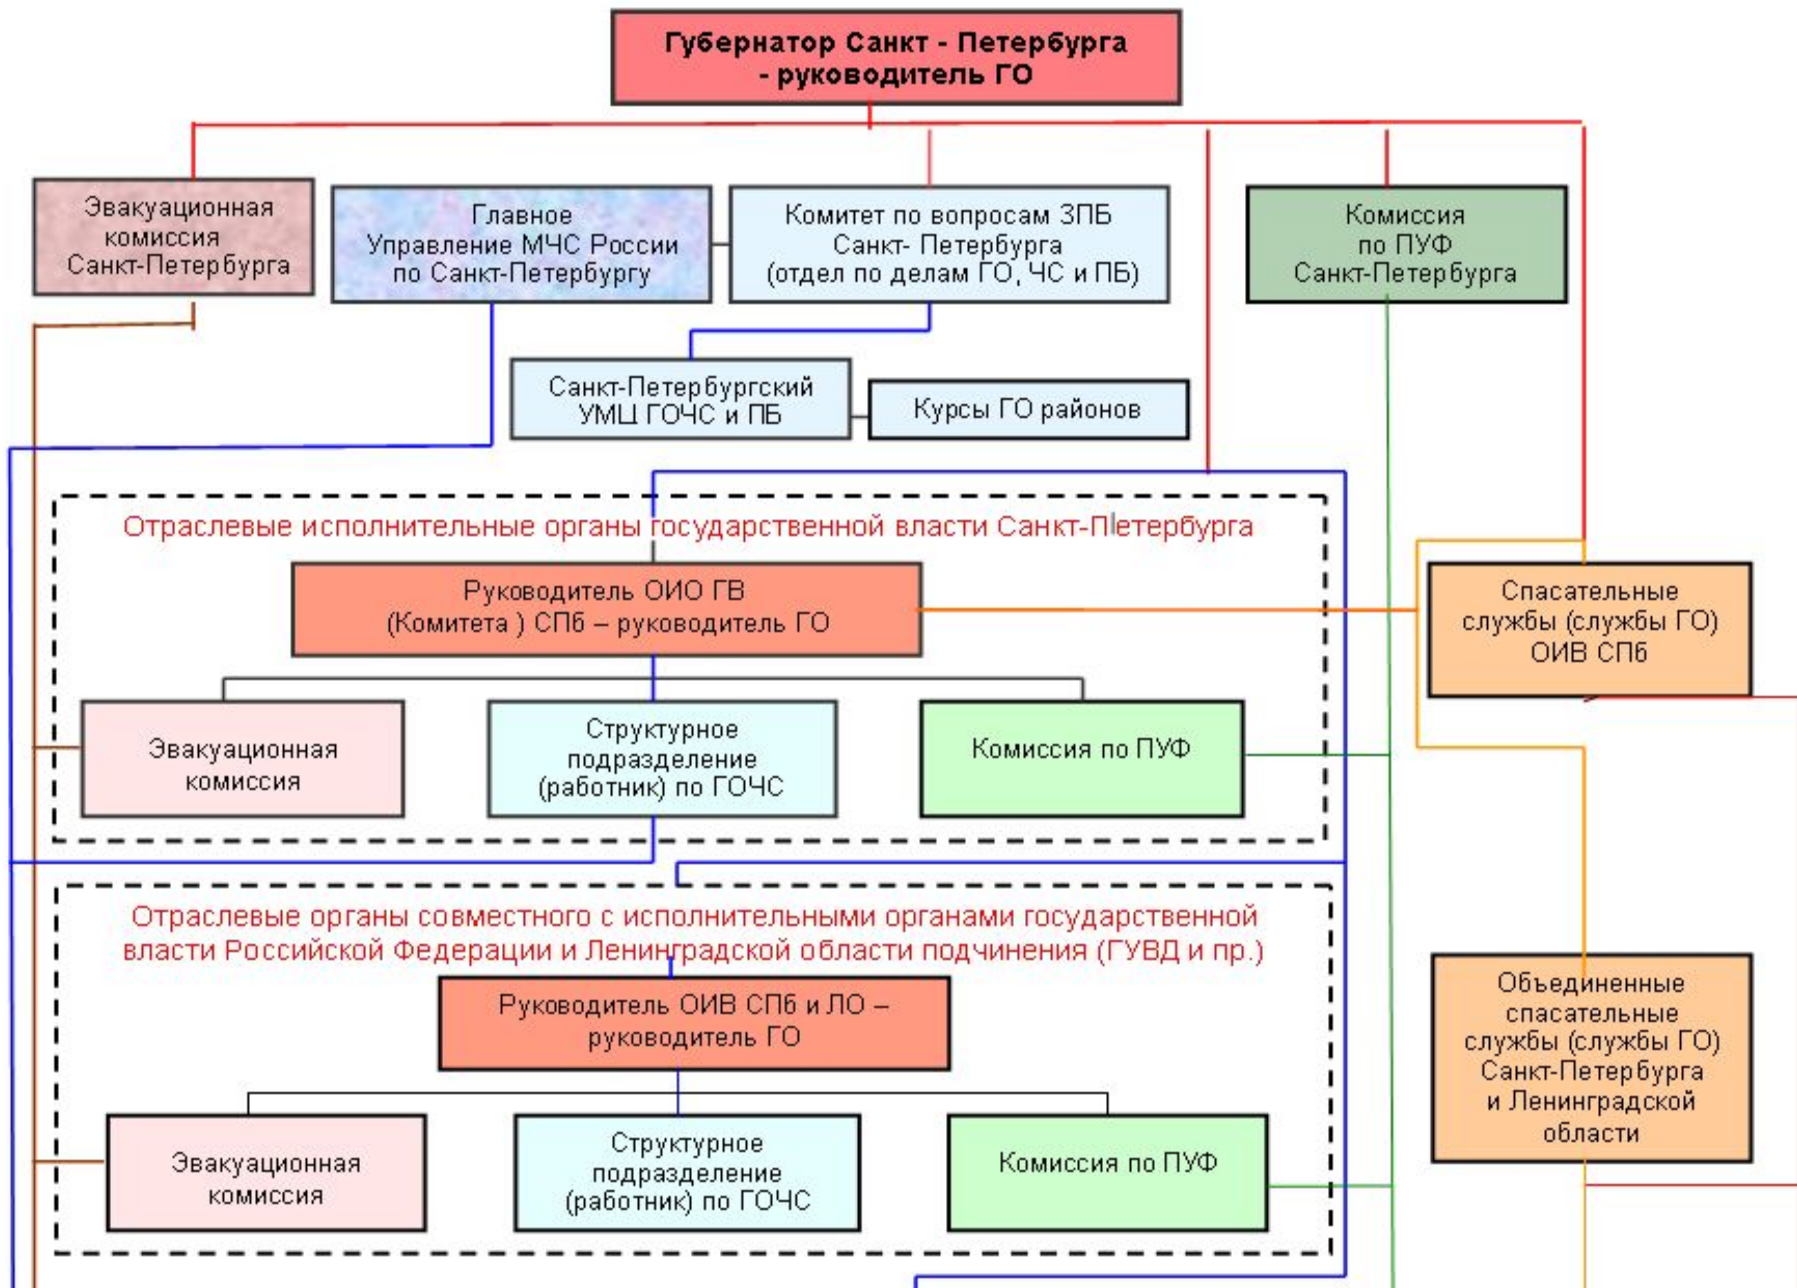 Губернатор Санкт - Петербурга
- руководитель ГО
Эвакуационная
комиссия
Санкт-Петербурга
Главное
Управление МЧС России
по Санкт-Петербургу
Комитет по вопросам ЗПБ
Санкт- Петербурга
(отдел по делам ГО, ЧС и ПБ)
Комиссия
по ПУФ
Санкт-Петербурга
Санкт-Петербургский
УМЦ ГОЧС и ПБ
Курсы ГО районов
Отраслевые исполнительные органы государственной власти Санкт-Петербурга
Руководитель ОИО ГВ
(Комитета ) СПб – руководитель ГО
Спасательные
службы (службы ГО)
ОИВ СПб
Эвакуационная
комиссия
Структурное
подразделение
(работник) по ГОЧС
Комиссия по ПУФ
Отраслевые органы совместного с исполнительными органами государственной
власти Российской Федерации и Ленинградской области подчинения (ГУВД и пр.)
Руководитель ОИВ СПб и ЛО –
руководитель ГО
Объединенные
спасательные
службы (службы ГО)
Санкт-Петербурга
и Ленинградской
области
Эвакуационная
комиссия
Структурное
подразделение
(работник) по ГОЧС
Комиссия по ПУФ